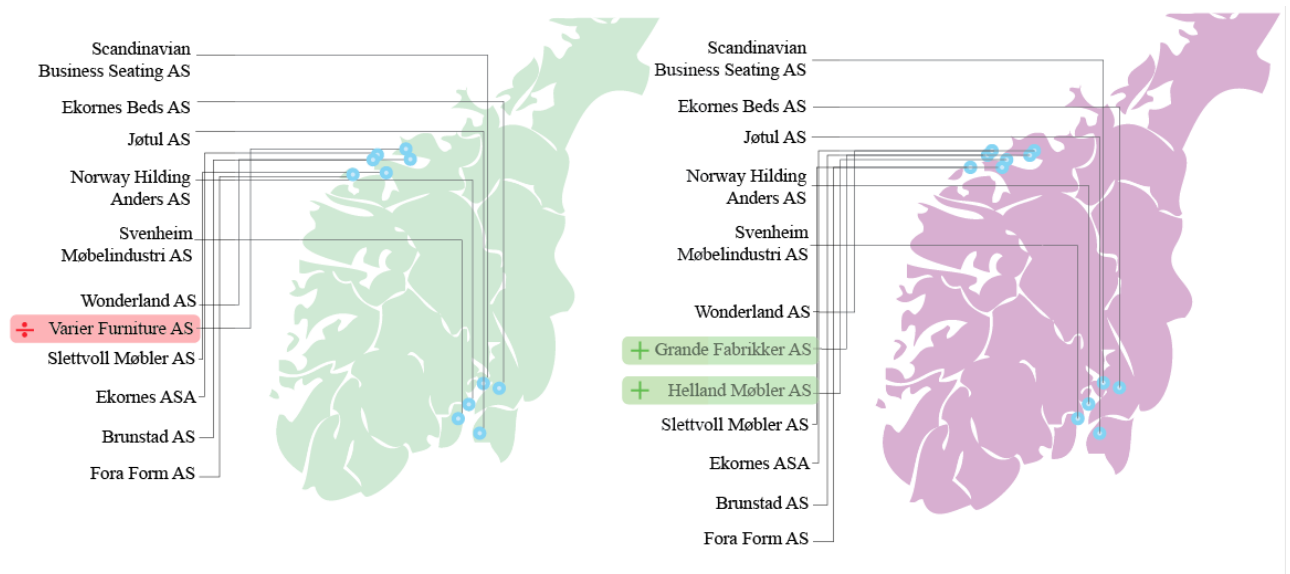 Scandinavian
Business Seating AS
Ekornes Beds AS
Jøtul AS
Norway Hilding
Anders AS
Svenheim
Møbelindustri AS
Wonderland AS
÷ Varier Furniture AS
Slettvoll Møbler AS
Ekornes ASA
Brunstad AS
Fora Form AS
Scandinavian
Business Seating AS
Ekornes Beds AS
Jøtul AS
Norway Hilding
Anders AS
Svenheim
Møbelindustri AS
Wonderland AS
+ Grande Fabrikker AS
+ Helland Møbler AS
Slettvoll Møbler AS
Ekornes ASA
Brunstad AS
Fora Form AS